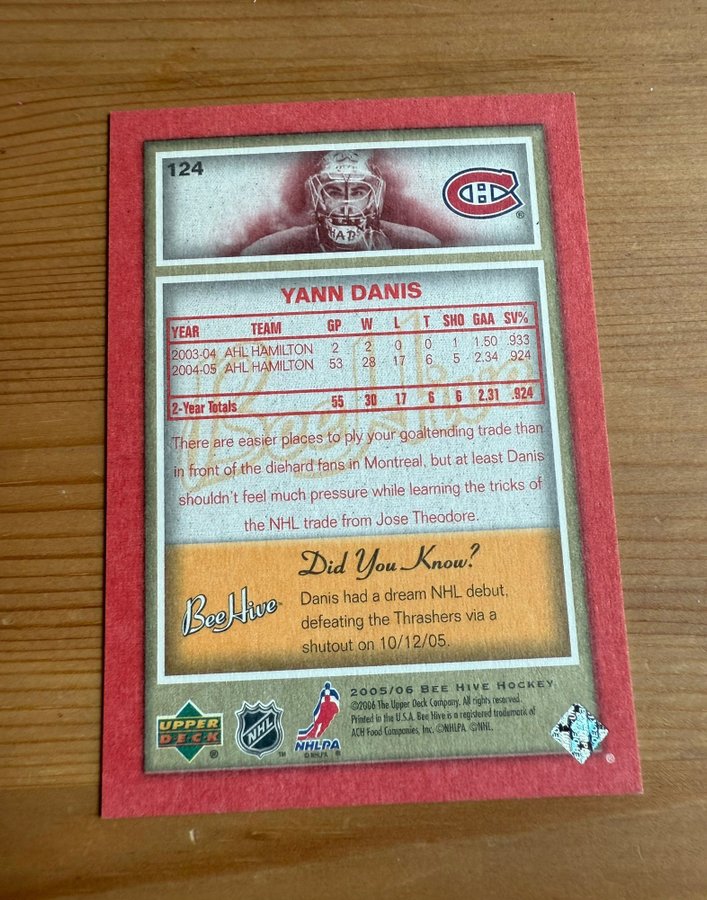 124
YANN DANIS
YEAR TEAM GP W L T SHO GAA SV%
2003-04 AHL HAMILTON 2 2 0 0 1 1.50 .933
2004-05 AHL HAMILTON 53 28 17 6 5 2.34 .924
2-Year Totals 55 30 17 6 6 2.31 .924
There are easier places to ply your goaltending trade than
in front of the diehard fans in Montreal, but at least Danis
shouldn't feel much pressure while learning the tricks of
the NHL trade from Jose Theodore.
Did You Know?
BeeHive™
Danis had a dream NHL debut,
defeating the Thrashers via a
shutout on 10/12/05.
2005/06 BEE HIVE HOCKEY
©2006 The Upper Deck Company. All rights reserved.
Printed in the U.S.A. Bee Hive is a registered trademark of
ACH Food Companies, Inc. ©NHLPA ©NHL.
UPPER
DECK
®
NHL
™
NHLPA
©NHLPA ®
®